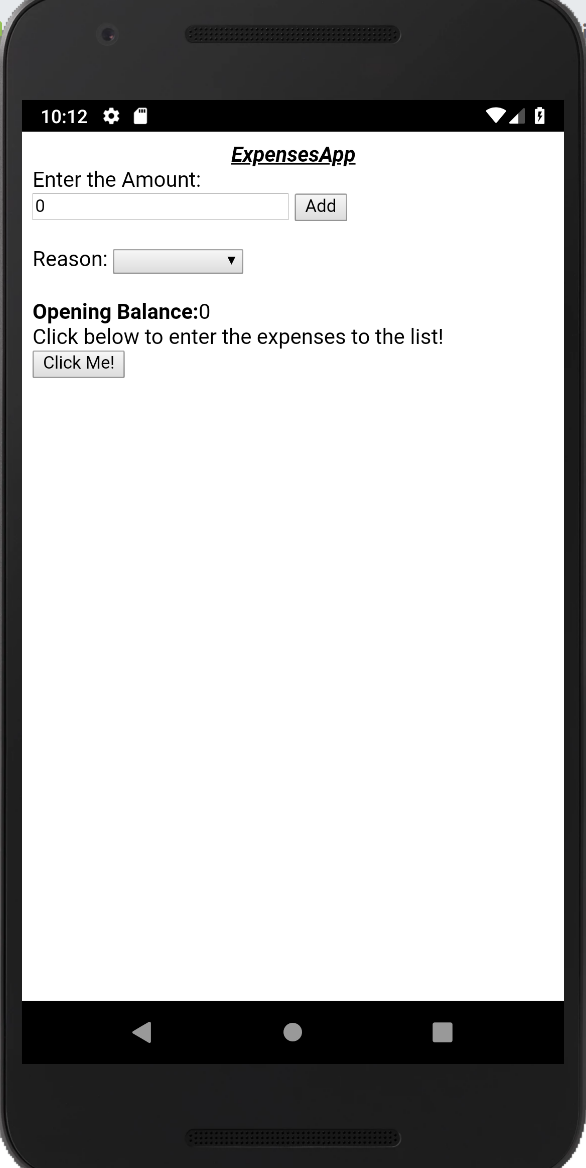 10:12
ExpensesApp
Enter the Amount:
0 Add
Reason:
Opening Balance:0
Click below to enter the expenses to the list!
Click Me!